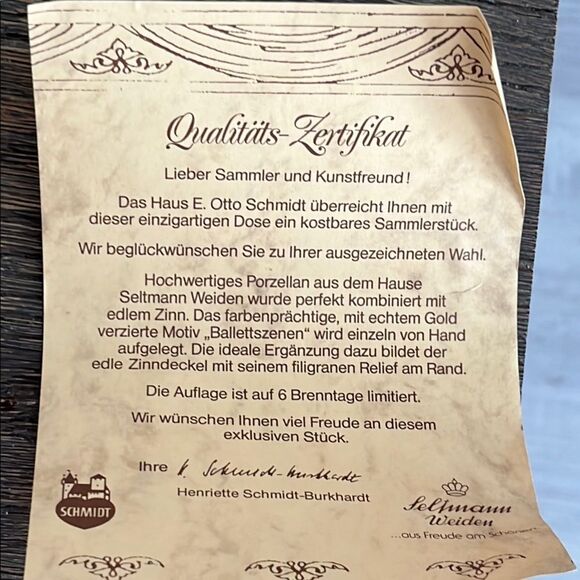 Qualitäts-Zertifikat
Lieber Sammler und Kunstfreund!
Das Haus E. Otto Schmidt überreicht Ihnen mit
dieser einzigartigen Dose ein kostbares Sammlerstück.
Wir beglückwünschen Sie zu Ihrer ausgezeichneten Wahl.
Hochwertiges Porzellan aus dem Hause
Seltmann Weiden wurde perfekt kombiniert mit
edlem Zinn. Das farbenprächtige, mit echtem Gold
verzierte Motiv „Ballettszenen" wird einzeln von Hand
aufgelegt. Die ideale Ergänzung dazu bildet der
edle Zinndeckel mit seinem filigranen Relief am Rand.
Die Auflage ist auf 6 Brenntage limitiert.
Wir wünschen Ihnen viel Freude an diesem
exklusiven Stück.
Ihre H. Schmidt-Burkhardt
Henriette Schmidt-Burkhardt
SCHMIDT
Seltmann
Weiden
...aus Freude am Schönen